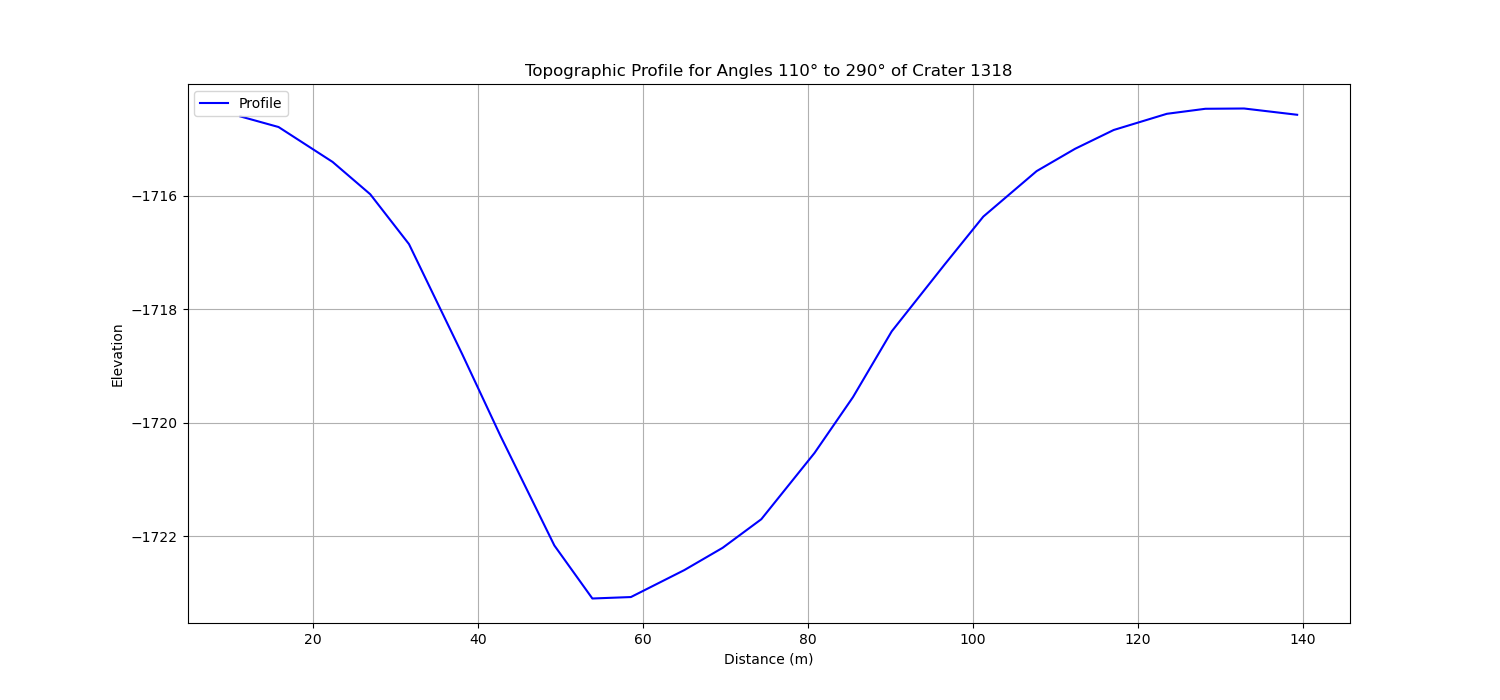 Topographic Profile for Angles 110° to 290° of Crater 1318
Profile
−1716
−1718
−1720
−1722
Elevation
20 40 60 80 100 120 140
Distance (m)